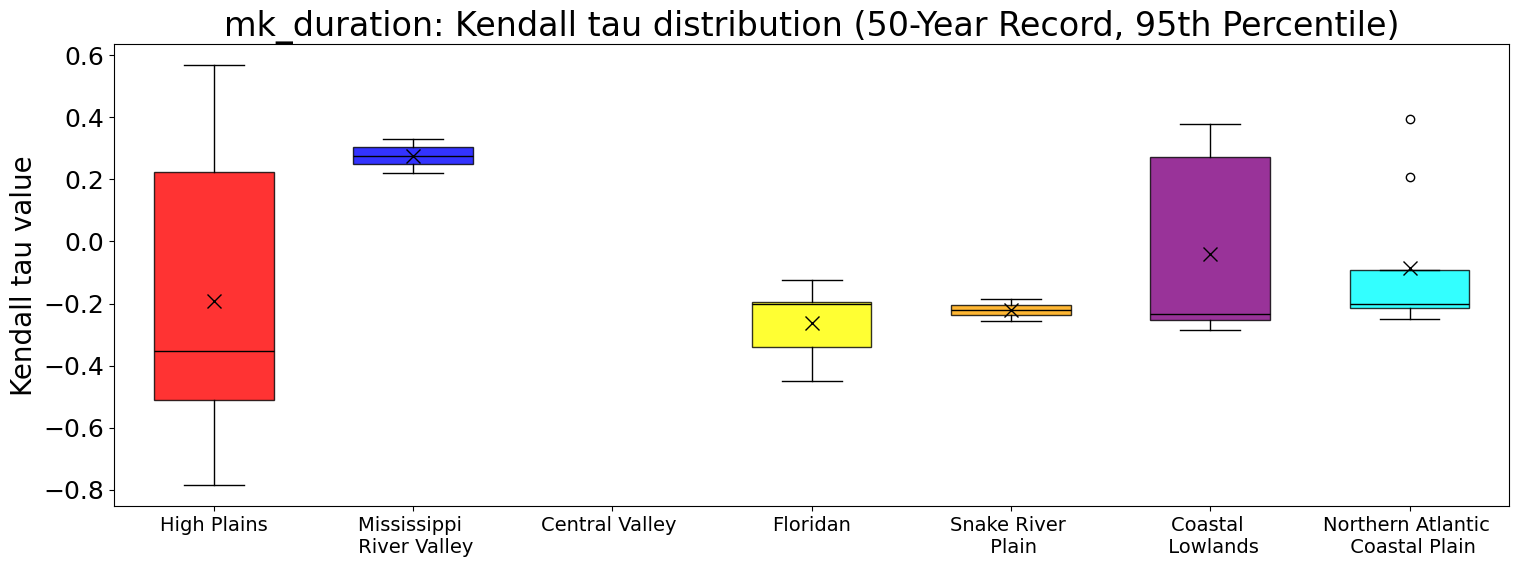 mk_duration: Kendall tau distribution (50-Year Record, 95th Percentile)
Kendall tau value
0.6
0.4
0.2
0.0
−0.2
−0.4
−0.6
−0.8
High Plains
Mississippi
River Valley
Central Valley
Floridan
Snake River
Plain
Coastal
Lowlands
Northern Atlantic
Coastal Plain